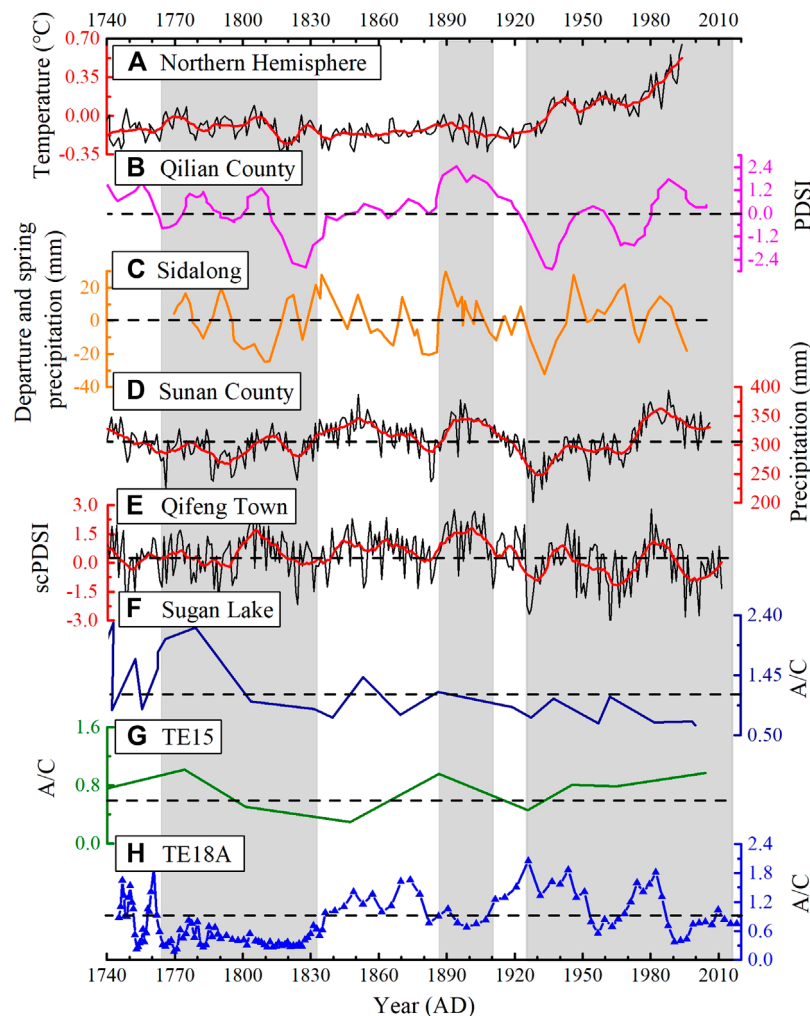 1740 1770 1800 1830 1860 1890 1920 1950 1980 2010
Temperature (°C)
0.70
0.35
0.00
-0.35
A Northern Hemisphere
B Qilian County
2.4
1.2
0.0
-1.2
-2.4
PDSI
Departure and spring
precipitation (mm)
20
0
-20
-40
C Sidalong
D Sunan County
400
350
300
250
200
Precipitation (mm)
scPDSI
3.0
1.5
0.0
-1.5
-3.0
E Qifeng Town
F Sugan Lake
2.40
1.45
0.50
A/C
A/C
1.6
0.8
0.0
G TE15
H TE18A
2.4
1.8
1.2
0.6
0.0
A/C
1740 1770 1800 1830 1860 1890 1920 1950 1980 2010
Year (AD)